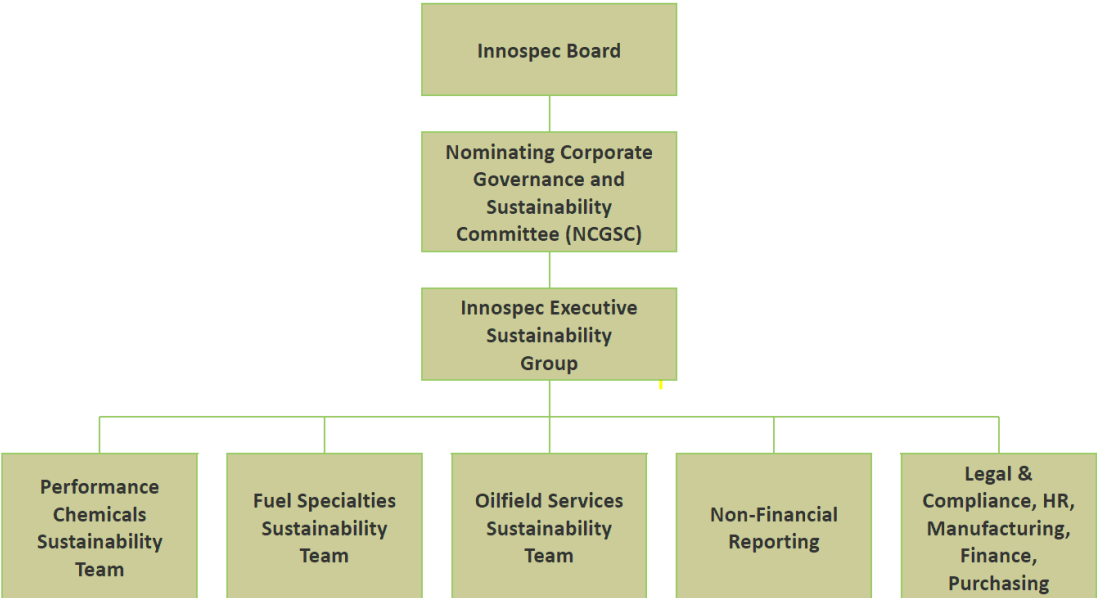 Innospec Board
Nominating Corporate
Governance and
Sustainability
Committee (NCGSC)
Innospec Executive
Sustainability
Group
Performance
Chemicals
Sustainability
Team
Fuel Specialties
Sustainability
Team
Oilfield Services
Sustainability
Team
Non-Financial
Reporting
Legal &
Compliance, HR,
Manufacturing,
Finance,
Purchasing